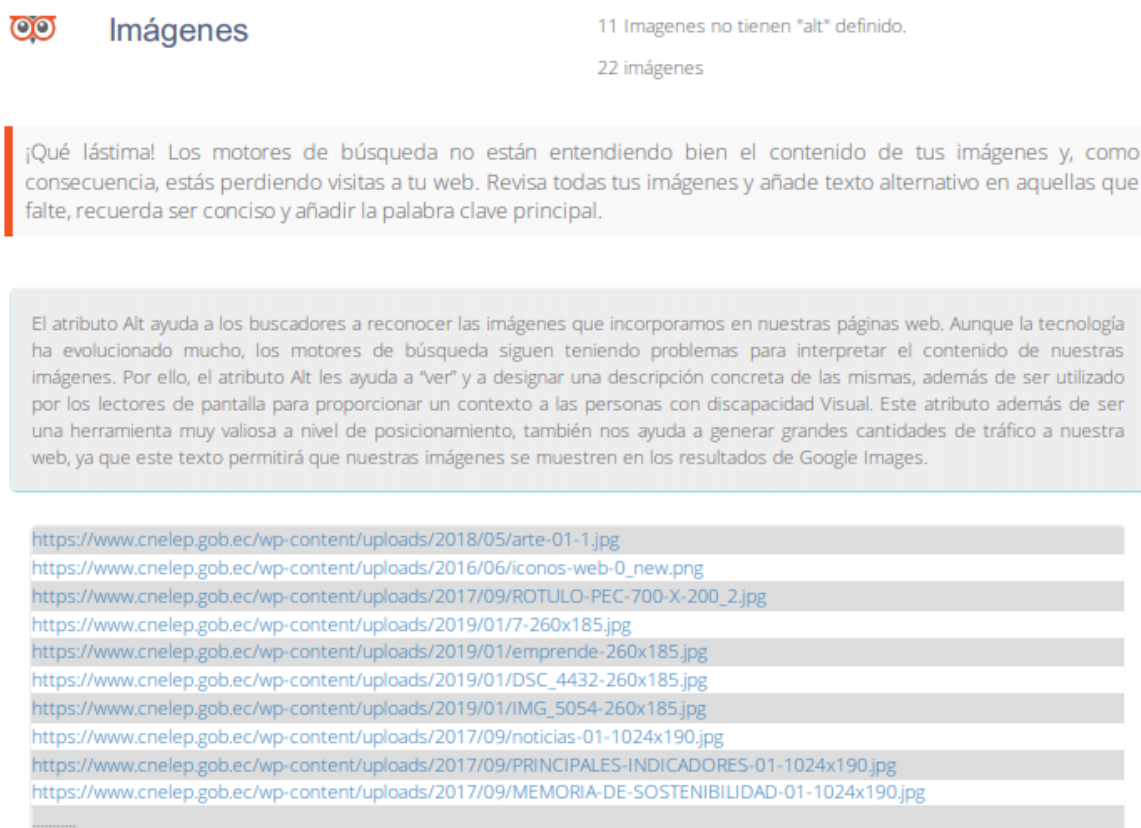 Imágenes
11 Imagenes no tienen "alt" definido.
22 imágenes
¡Qué lástima! Los motores de búsqueda no están entendiendo bien el contenido de tus imágenes y, como
consecuencia, estás perdiendo visitas a tu web. Revisa todas tus imágenes y añade texto alternativo en aquellas que
falte, recuerda ser conciso y añadir la palabra clave principal.
El atributo Alt ayuda a los buscadores a reconocer las imágenes que incorporamos en nuestras páginas web. Aunque la tecnología
ha evolucionado mucho, los motores de búsqueda siguen teniendo problemas para interpretar el contenido de nuestras
imágenes. Por ello, el atributo Alt les ayuda a “ver” y a designar una descripción concreta de las mismas, además de ser utilizado
por los lectores de pantalla para proporcionar un contexto a las personas con discapacidad Visual. Este atributo además de ser
una herramienta muy valiosa a nivel de posicionamiento, también nos ayuda a generar grandes cantidades de tráfico a nuestra
web, ya que este texto permitirá que nuestras imágenes se muestren en los resultados de Google Images.
https://www.cnelep.gob.ec/wp-content/uploads/2018/05/arte-01-1.jpg
https://www.cnelep.gob.ec/wp-content/uploads/2016/06/iconos-web-0_new.png
https://www.cnelep.gob.ec/wp-content/uploads/2017/09/ROTULO-PEC-700-X-200_2.jpg
https://www.cnelep.gob.ec/wp-content/uploads/2019/01/7-260x185.jpg
https://www.cnelep.gob.ec/wp-content/uploads/2019/01/emprende-260x185.jpg
https://www.cnelep.gob.ec/wp-content/uploads/2019/01/DSC_4432-260x185.jpg
https://www.cnelep.gob.ec/wp-content/uploads/2019/01/IMG_5054-260x185.jpg
https://www.cnelep.gob.ec/wp-content/uploads/2017/09/noticias-01-1024x190.jpg
https://www.cnelep.gob.ec/wp-content/uploads/2017/09/PRINCIPALES-INDICADORES-01-1024x190.jpg
https://www.cnelep.gob.ec/wp-content/uploads/2017/09/MEMORIA-DE-SOSTENIBILIDAD-01-1024x190.jpg
...........